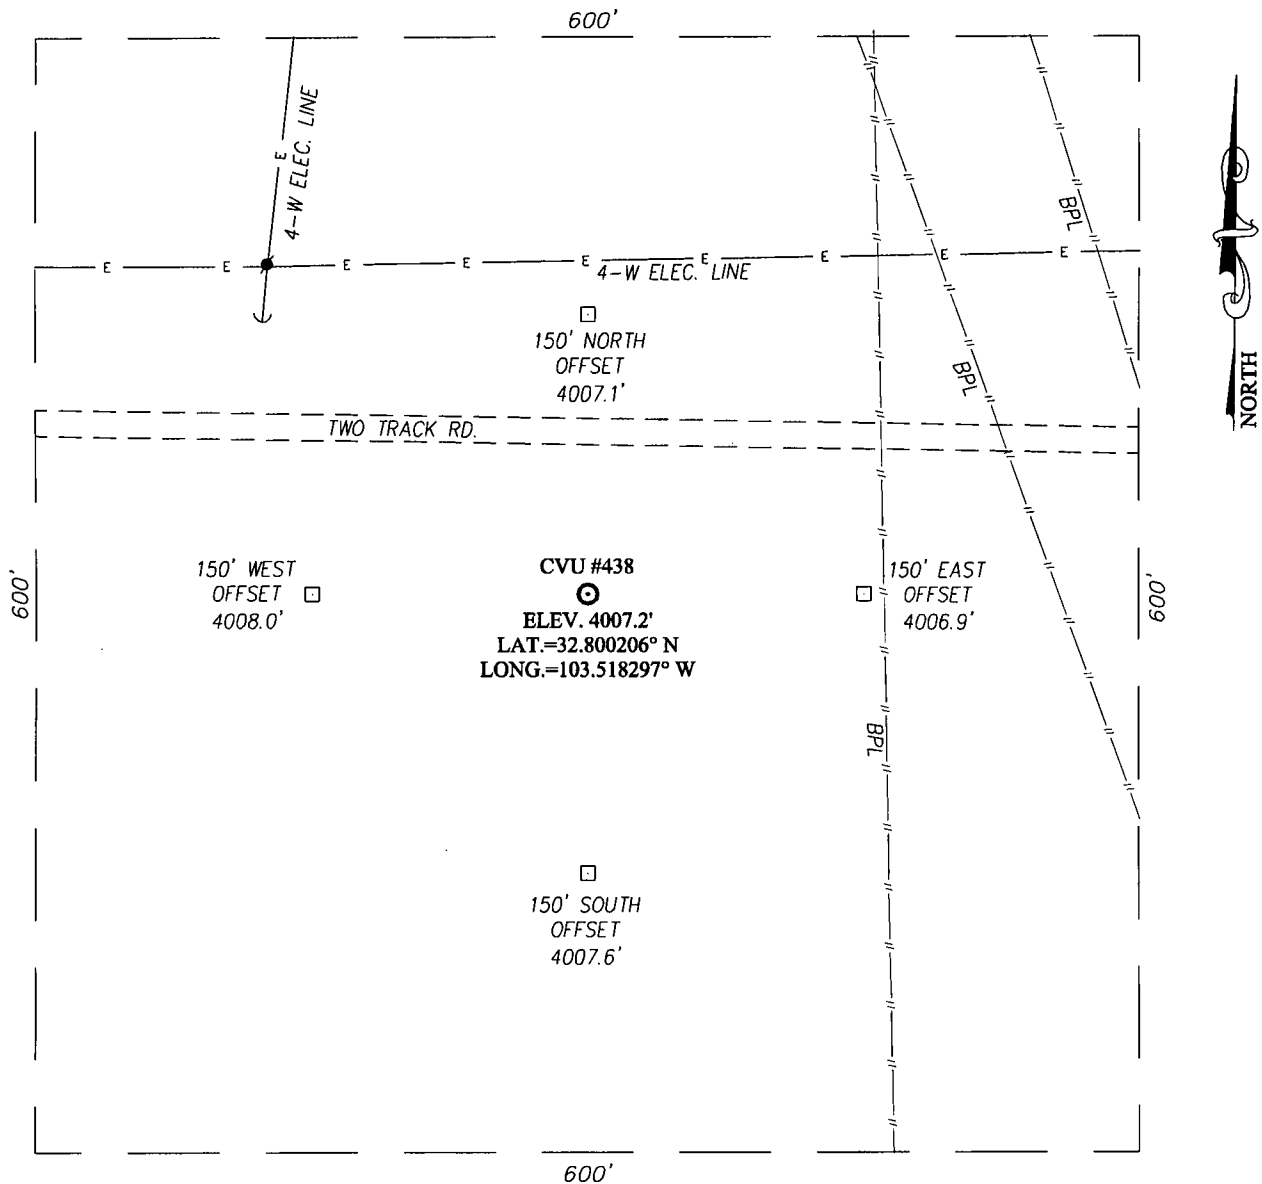 600'
4-W ELEC. LINE
E
BPL
E E E E E E E E E
4-W ELEC. LINE
150' NORTH
OFFSET
4007.1'
BPL
NORTH
TWO TRACK RD.
600'
150' WEST
OFFSET
4008.0'
CVU #438
ELEV. 4007.2'
LAT.=32.800206° N
LONG.=103.518297° W
150' EAST
OFFSET
4006.9'
600'
BPL
150' SOUTH
OFFSET
4007.6'
600'